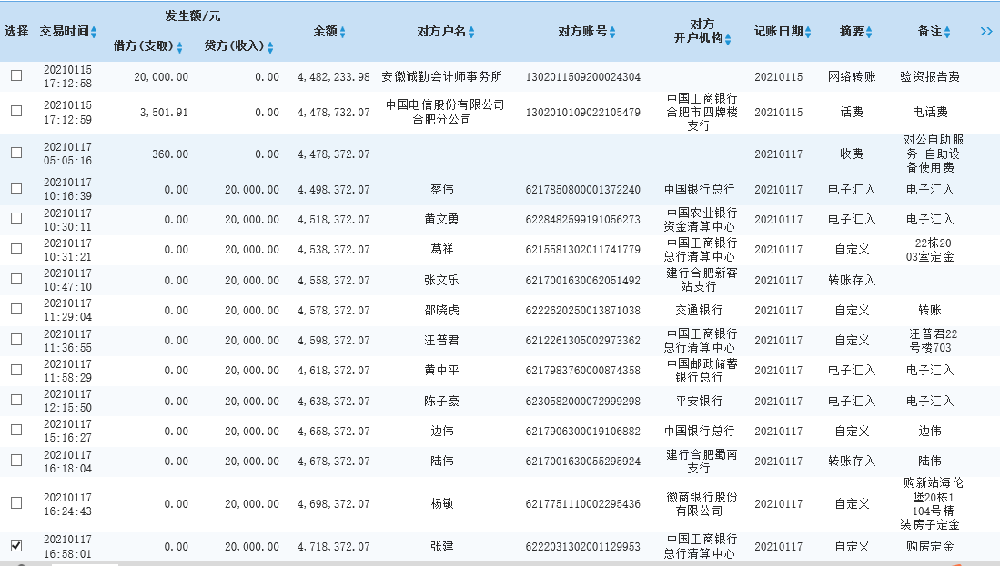 选择 交易时间 发生额/元 余额 对方户名 对方账号 对方开户机构 记账日期 摘要 备注 >>
借方(支取) 贷方(收入)
20210115 17:12:58 20,000.00 0.00 4,482,233.98 安徽诚勤会计师事务所 1302011509200024304 20210115 网络转账 验资报告费
20210115 17:12:59 3,501.91 0.00 4,478,732.07 中国电信股份有限公司合肥分公司 1302010109022105479 中国工商银行合肥市四牌楼支行 20210115 话费 电话费
20210117 05:05:16 360.00 0.00 4,478,372.07 20210117 收费 对公自助服务-自助设备使用费
20210117 10:16:39 0.00 20,000.00 4,498,372.07 蔡伟 6217850800001372240 中国银行总行 20210117 电子汇入 电子汇入
20210117 10:30:11 0.00 20,000.00 4,518,372.07 黄文勇 6228482599191056273 中国农业银行资金清算中心 20210117 电子汇入 电子汇入
20210117 10:31:21 0.00 20,000.00 4,538,372.07 葛祥 6215581302011741779 中国工商银行总行清算中心 20210117 自定义 22栋2003室定金
20210117 10:47:10 0.00 20,000.00 4,558,372.07 张文乐 6217001630062051492 建行合肥新客站支行 20210117 转账存入
20210117 11:29:04 0.00 20,000.00 4,578,372.07 邵晓虎 6222620250013871038 交通银行 20210117 自定义 转账
20210117 11:36:55 0.00 20,000.00 4,598,372.07 汪普君 6212261305002973362 中国工商银行总行清算中心 20210117 自定义 汪普君22号楼703
20210117 11:58:29 0.00 20,000.00 4,618,372.07 黄中平 6217983760000874358 中国邮政储蓄银行总行 20210117 电子汇入 电子汇入
20210117 12:15:50 0.00 20,000.00 4,638,372.07 陈子豪 6230582000072999298 平安银行 20210117 电子汇入 电子汇入
20210117 15:16:27 0.00 20,000.00 4,658,372.07 边伟 6217906300019106882 中国银行总行 20210117 自定义 边伟
20210117 16:18:04 0.00 20,000.00 4,678,372.07 陆伟 6217001630055295924 建行合肥蜀南支行 20210117 转账存入 陆伟
20210117 16:24:43 0.00 20,000.00 4,698,372.07 杨敏 6217751110002295436 徽商银行股份有限公司 20210117 自定义 购新站海伦堡20栋1104号精装房子定金
20210117 16:58:01 0.00 20,000.00 4,718,372.07 张建 6222031302001129953 中国工商银行总行清算中心 20210117 自定义 购房定金